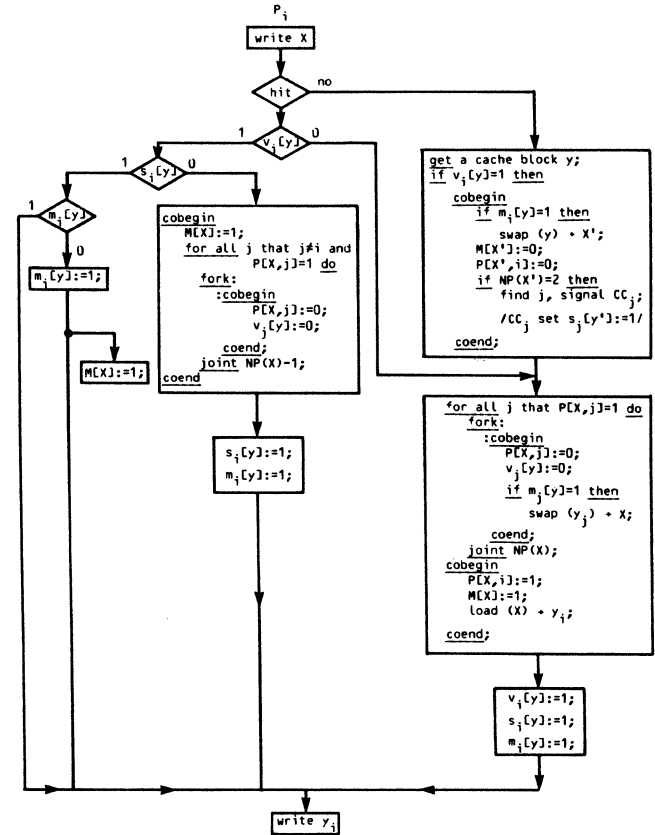 P_i
write X
hit
no
1
v_i[y]
0
1
s_i[y]
0
1
m_i[y]
0
m_i[y]:=1;
M[X]:=1;
cobegin
M[X]:=1;
for all j that j≠i and
P[X,j]=1 do
fork:
:cobegin
P[X,j]:=0;
v_j[y]:=0;
coend;
joint NP(X)-1;
coend
s_i[y]:=1;
m_i[y]:=1;
get a cache block y;
if v_i[y]=1 then
cobegin
if m_i[y]=1 then
swap (y) → X';
M[X']:=0;
P[X',i]:=0;
if NP(X')=2 then
find j, signal CC_j;
/CC_j set s_j[y']:=1/
coend;
for all j that P[X,j]=1 do
fork:
:cobegin
P[X,j]:=0;
v_j[y]:=0;
if m_j[y]=1 then
swap (y_j) → X;
coend;
joint NP(X);
cobegin
P[X,i]:=1;
M[X]:=1;
load (X) → y_i;
coend;
v_i[y]:=1;
s_i[y]:=1;
m_i[y]:=1;
write y_i